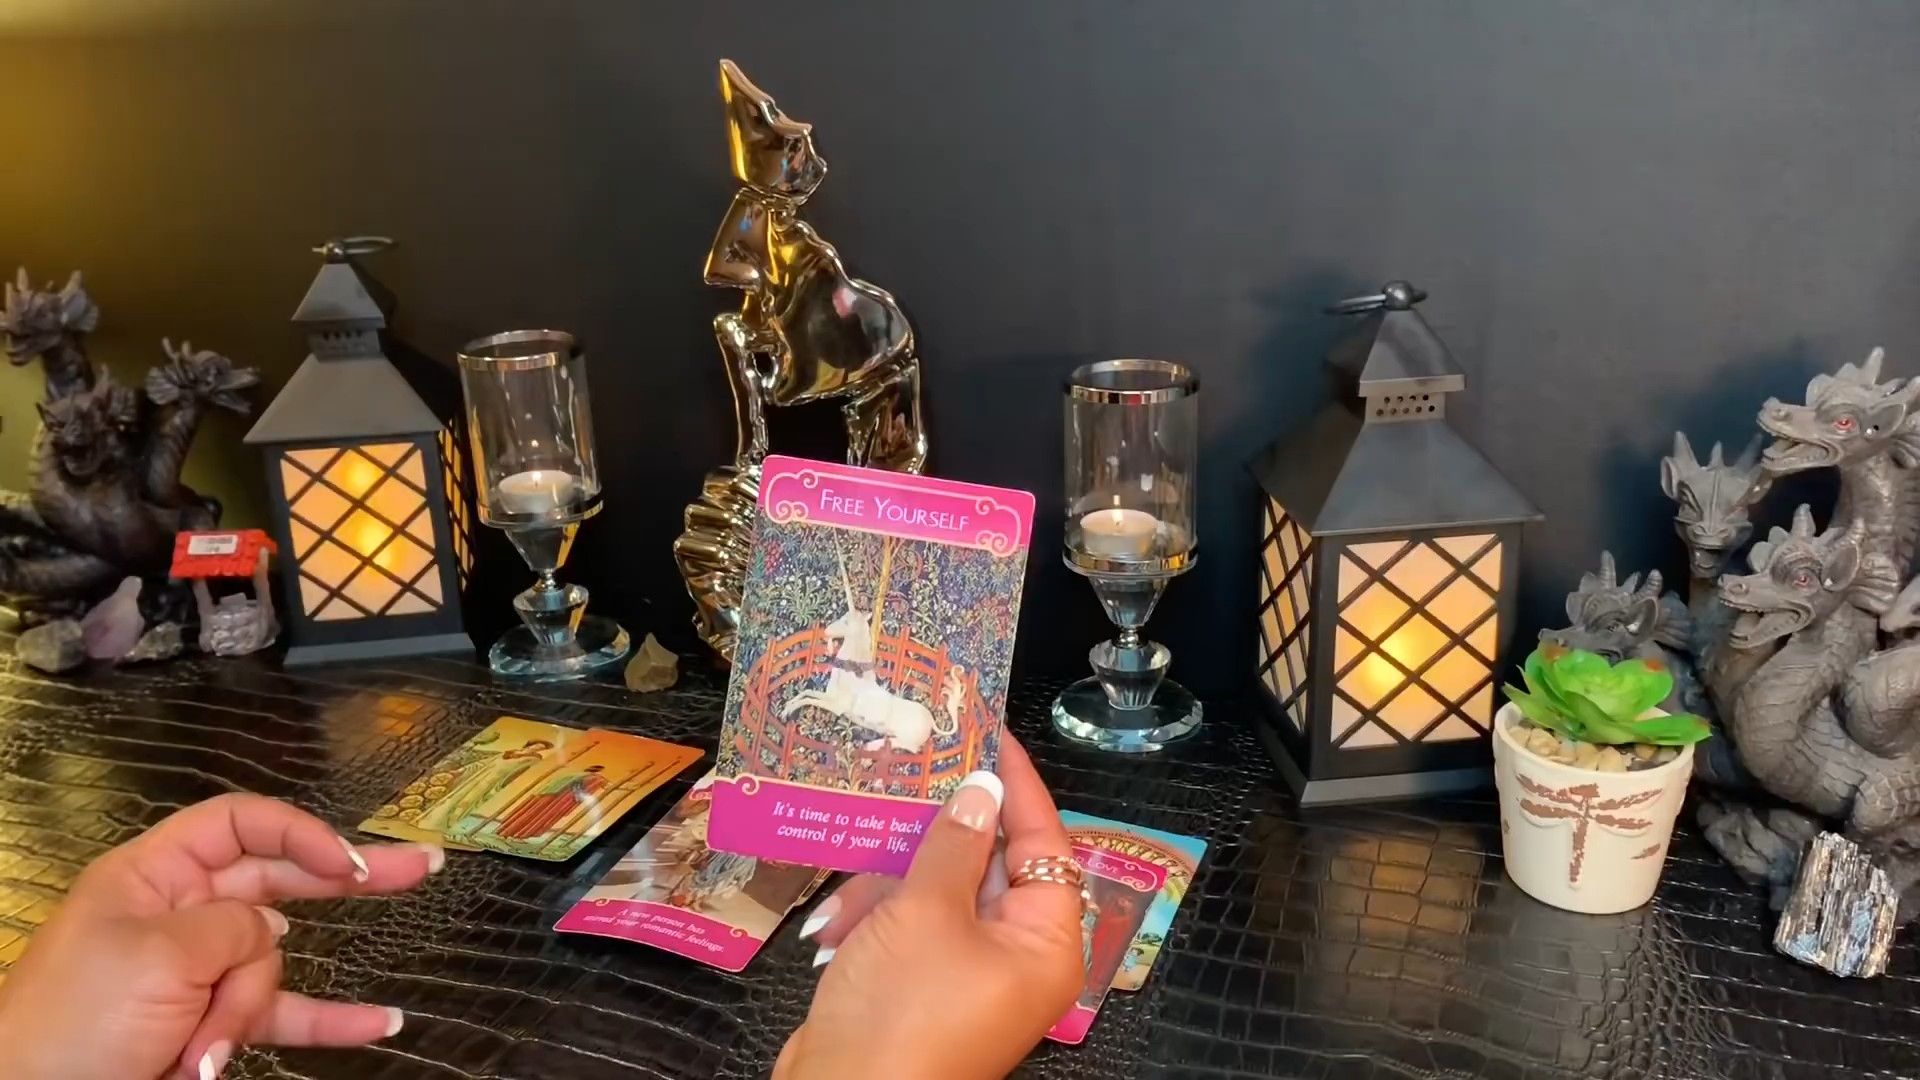 FREE YOURSELF
It's time to take back
control of your life.
A new person has
stirred your romantic feelings.
LOVE